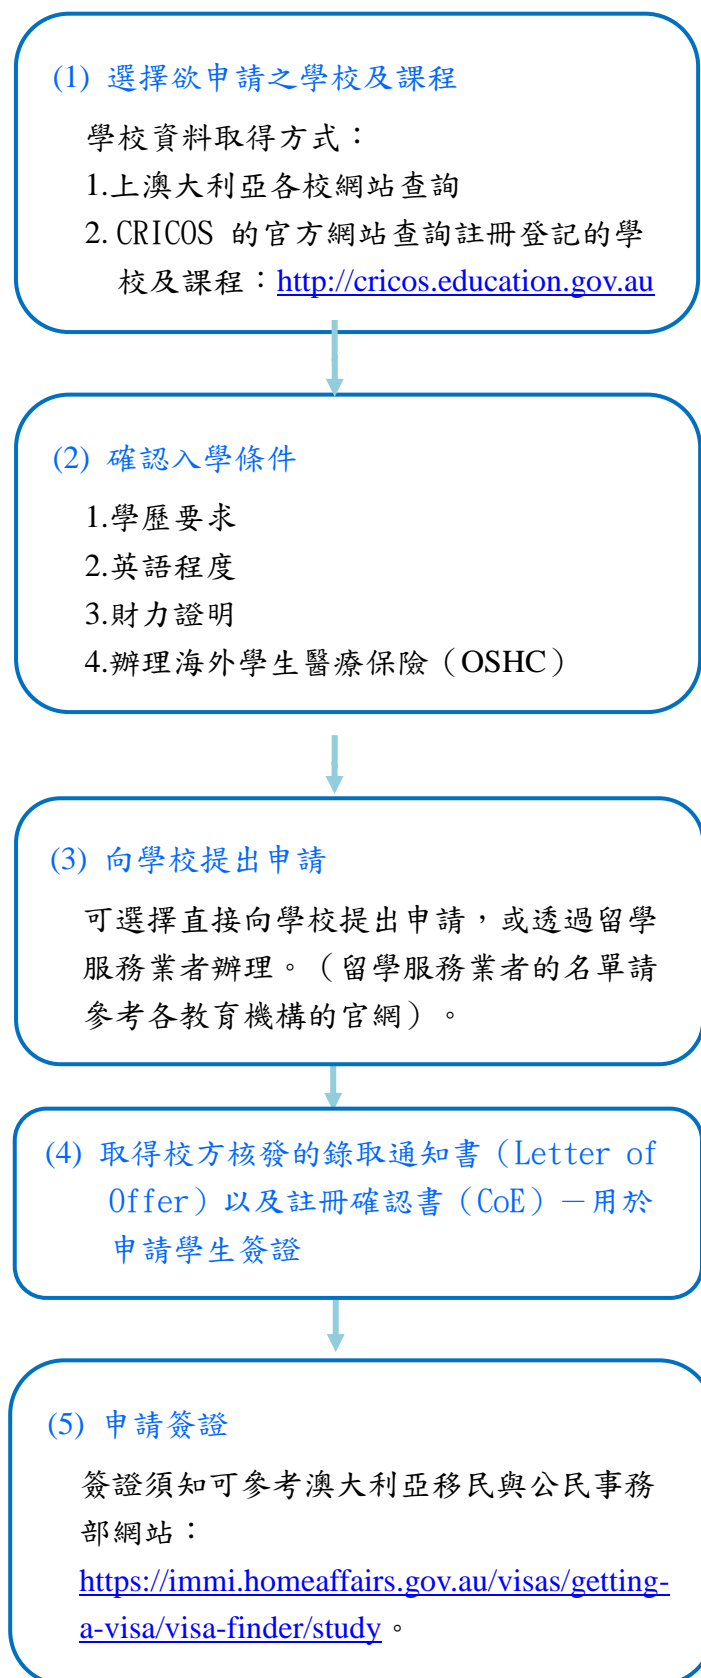 (1) 選擇欲申請之學校及課程
學校資料取得方式：
1.上澳大利亞各校網站查詢
2. CRICOS 的官方網站查詢註冊登記的學
校及課程：http://cricos.education.gov.au
(2) 確認入學條件
1.學歷要求
2.英語程度
3.財力證明
4.辦理海外學生醫療保險（OSHC）
(3) 向學校提出申請
可選擇直接向學校提出申請，或透過留學
服務業者辦理。（留學服務業者的名單請
參考各教育機構的官網）。
(4) 取得校方核發的錄取通知書（Letter of
Offer）以及註冊確認書（CoE）－用於
申請學生簽證
(5) 申請簽證
簽證須知可參考澳大利亞移民與公民事務
部網站：
https://immi.homeaffairs.gov.au/visas/getting-
a-visa/visa-finder/study。